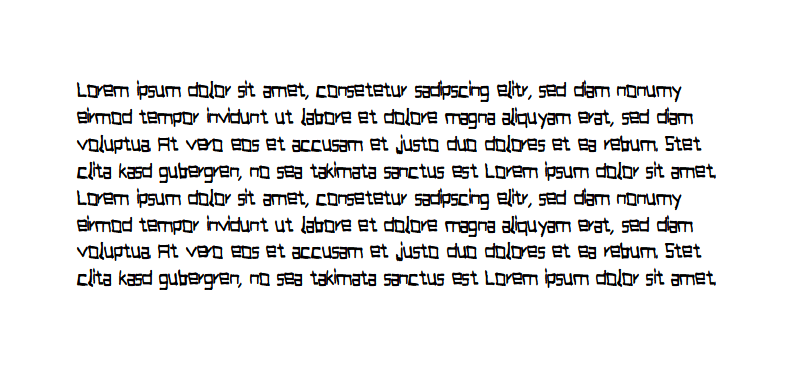 Lorem ipsum dolor sit amet, consetetur sadipscing elitr, sed diam nonumy
eirmod tempor invidunt ut labore et dolore magna aliquyam erat, sed diam
voluptua. At vero eos et accusam et justo duo dolores et ea rebum. Stet
clita kasd gubergren, no sea takimata sanctus est Lorem ipsum dolor sit amet.
Lorem ipsum dolor sit amet, consetetur sadipscing elitr, sed diam nonumy
eirmod tempor invidunt ut labore et dolore magna aliquyam erat, sed diam
voluptua. At vero eos et accusam et justo duo dolores et ea rebum. Stet
clita kasd gubergren, no sea takimata sanctus est Lorem ipsum dolor sit amet.